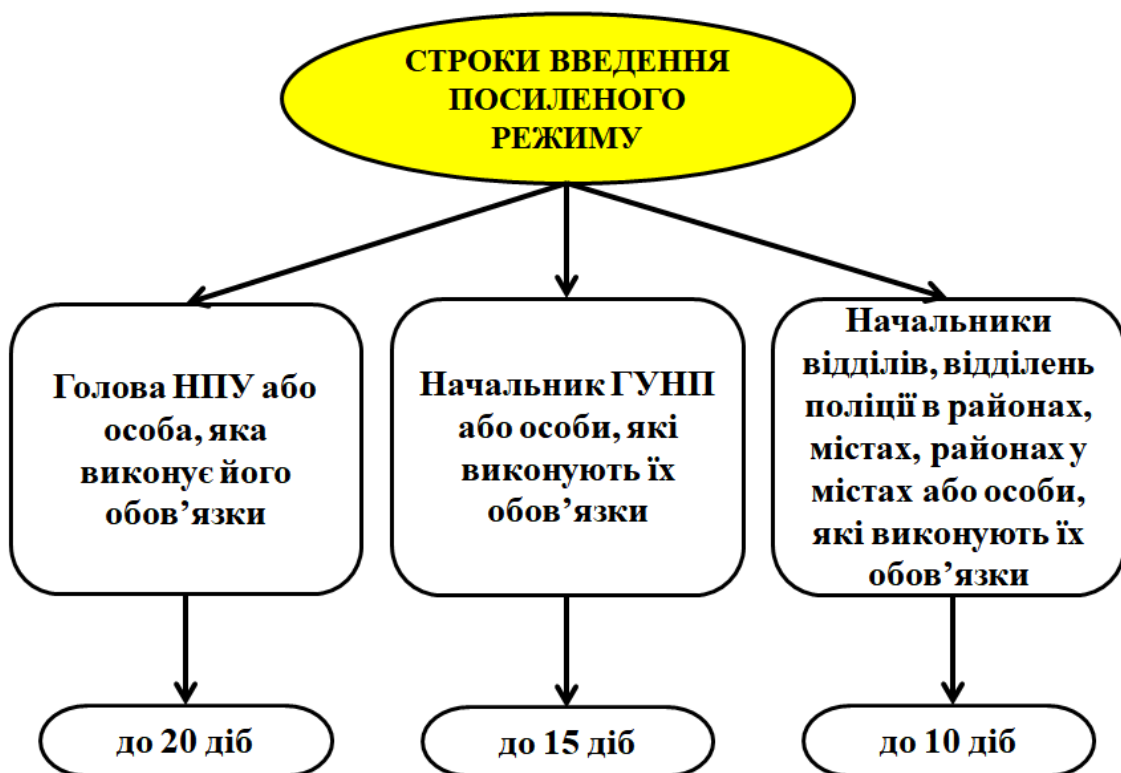 СТРОКИ ВВЕДЕННЯ
ПОСИЛЕНОГО
РЕЖИМУ
Голова НПУ або
особа, яка
виконує його
обов’язки
Начальник ГУНП
або особи, які
виконують їх
обов’язки
Начальники
відділів, відділень
поліції в районах,
містах, районах у
містах або особи,
які виконують їх
обов’язки
до 20 діб
до 15 діб
до 10 діб